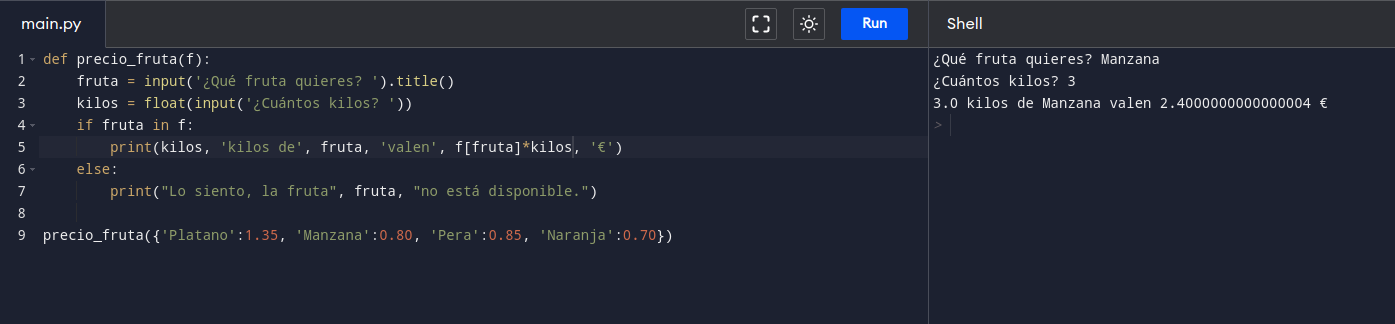 main.py
Run
1 def precio_fruta(f):
2     fruta = input('¿Qué fruta quieres? ').title()
3     kilos = float(input('¿Cuántos kilos? '))
4     if fruta in f:
5         print(kilos, 'kilos de', fruta, 'valen', f[fruta]*kilos, '€')
6     else:
7         print("Lo siento, la fruta", fruta, "no está disponible.")
8
9 precio_fruta({'Platano':1.35, 'Manzana':0.80, 'Pera':0.85, 'Naranja':0.70})
Shell
¿Qué fruta quieres? Manzana
¿Cuántos kilos? 3
3.0 kilos de Manzana valen 2.4000000000000004 €
>